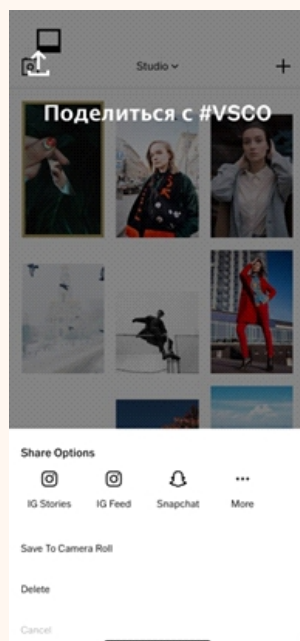 Studio
Поделиться с #VSCO
Share Options
IG Stories IG Feed Snapchat More
Save To Camera Roll
Delete
Cancel